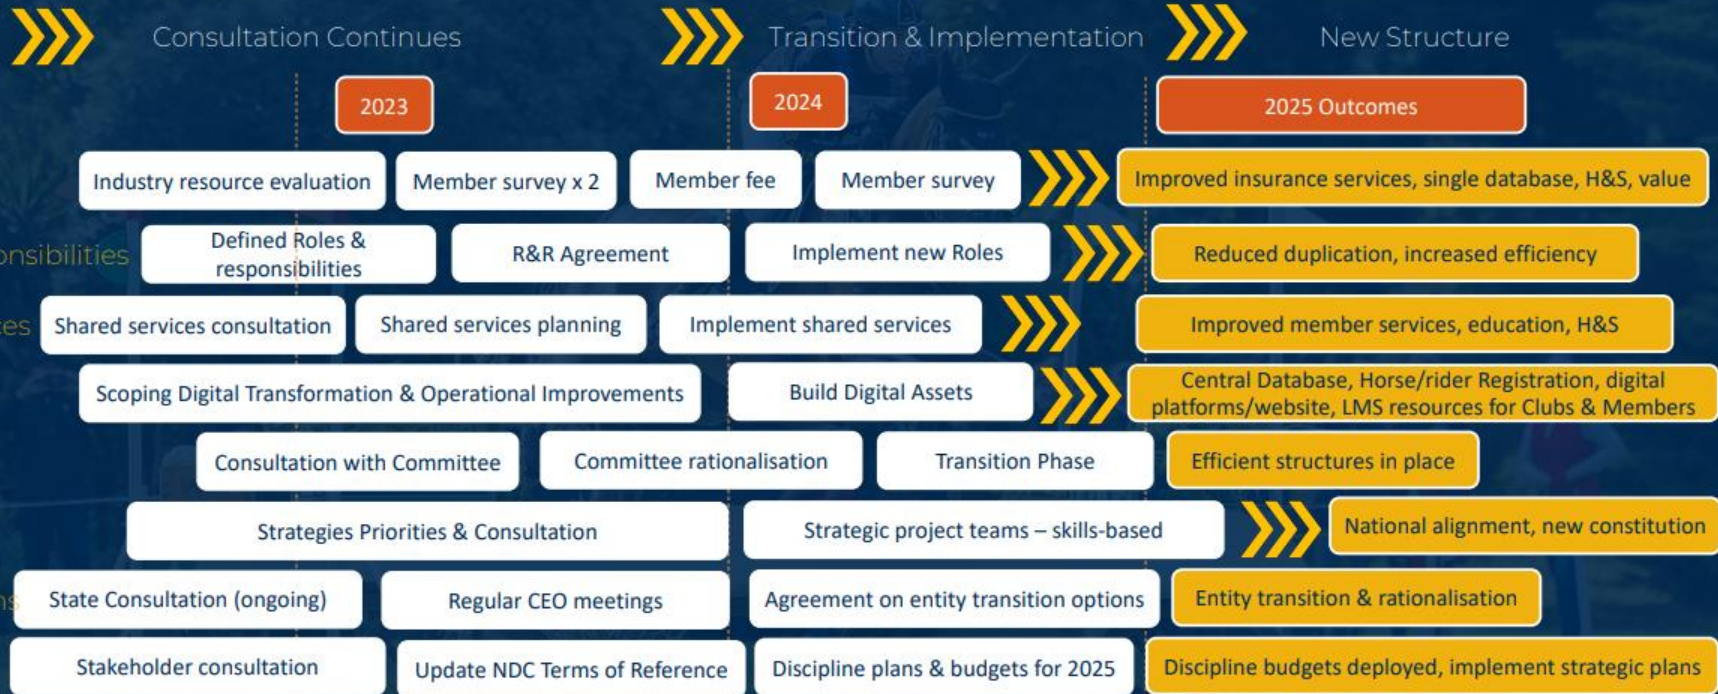 Consultation Continues
Transition & Implementation
New Structure
2023
2024
2025 Outcomes
Industry resource evaluation
Member survey x 2
Member fee
Member survey
Improved insurance services, single database, H&S, value
Defined Roles &
responsibilities
R&R Agreement
Implement new Roles
Reduced duplication, increased efficiency
Shared services consultation
Shared services planning
Implement shared services
Improved member services, education, H&S
Scoping Digital Transformation & Operational Improvements
Build Digital Assets
Central Database, Horse/rider Registration, digital
platforms/website, LMS resources for Clubs & Members
Consultation with Committee
Committee rationalisation
Transition Phase
Efficient structures in place
Strategies Priorities & Consultation
Strategic project teams – skills-based
National alignment, new constitution
State Consultation (ongoing)
Regular CEO meetings
Agreement on entity transition options
Entity transition & rationalisation
Stakeholder consultation
Update NDC Terms of Reference
Discipline plans & budgets for 2025
Discipline budgets deployed, implement strategic plans